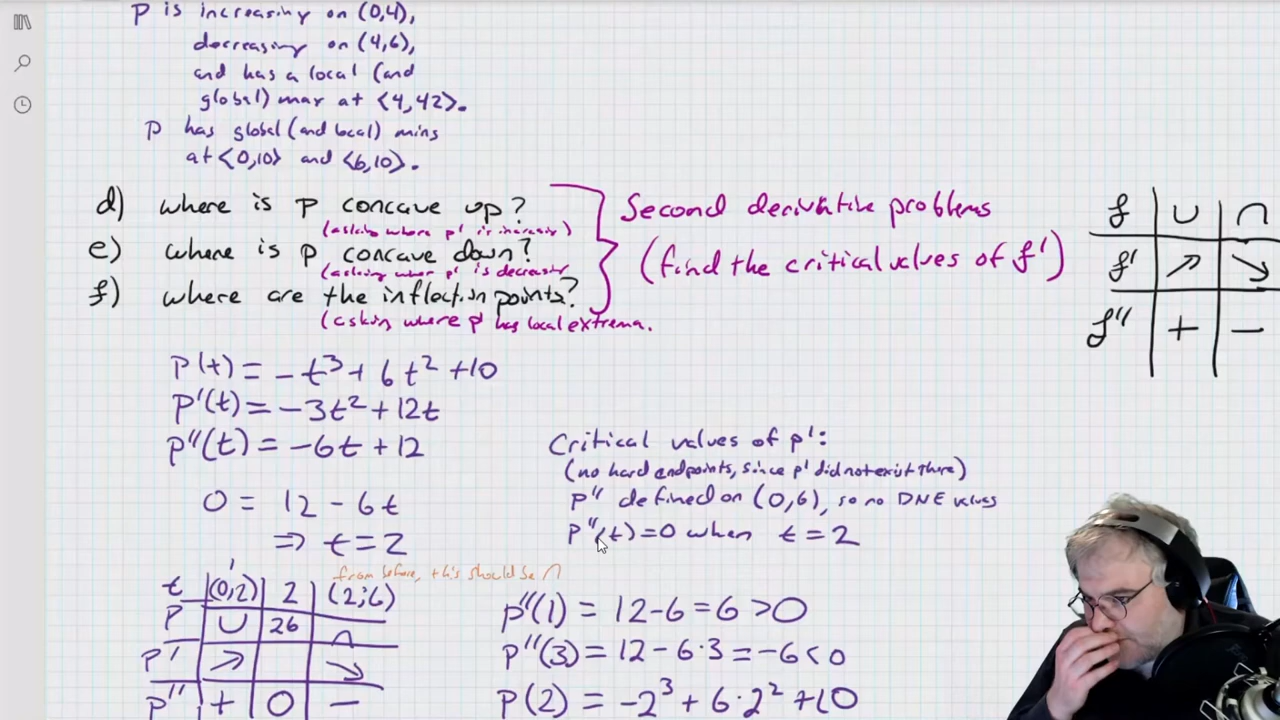 P is increasing on (0,4),
decreasing on (4,6),
and has a local (and
global) max at <4,42>.
P has global (and local) mins
at <0,10> and <6,10>.
d) where is P concave up?
(asking where p' is increasing)
e) where is P concave down?
(asking where p' is decreasing
f) where are the inflection points?
(asking where p' has local extrema.
Second derivative problems
(find the critical values of f')
f ∪ ∩
f' ↗ ↘
f'' + −
P(t) = −t³ + 6t² + 10
P'(t) = −3t² + 12t
P''(t) = −6t + 12
0 = 12 − 6t
⇒ t = 2
Critical values of p':
(no hard endpoints, since p' did not exist there)
P'' defined on (0,6), so no DNE values
P''(t) = 0 when t = 2
from before, this should be ∩
t (0,2) 2 (2,6)
P ∪ 26 ∩
P' ↗ ↘
P'' + 0 −
P''(1) = 12 − 6 = 6 > 0
P''(3) = 12 − 6·3 = −6 < 0
P(2) = −2³ + 6·2² + 10